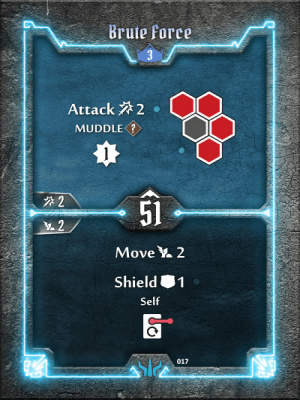 Brute Force
3
Attack 2
MUDDLE ?
1
2
51
2
Move 2
Shield 1
Self
017